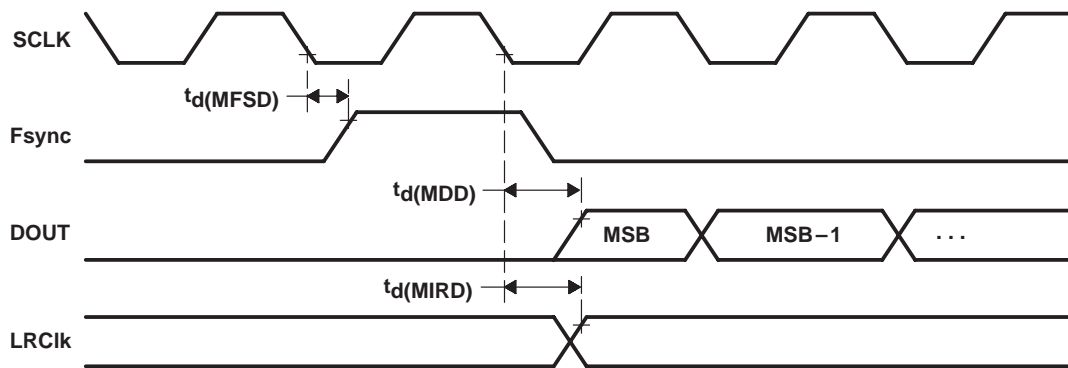 SCLK
td(MFSD)
Fsync
td(MDD)
DOUT
MSB
MSB–1
. . .
td(MIRD)
LRClk